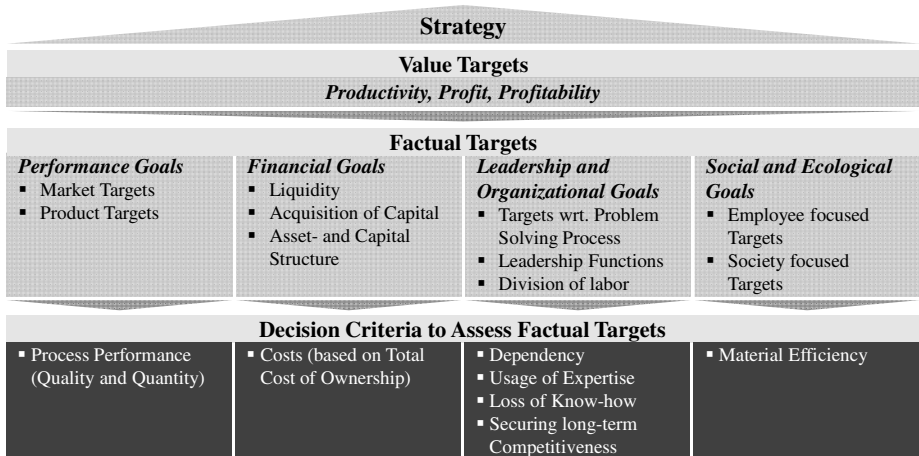 Strategy
Value Targets
Productivity, Profit, Profitability
Factual Targets
Performance Goals
▪ Market Targets
▪ Product Targets
Financial Goals
▪ Liquidity
▪ Acquisition of Capital
▪ Asset- and Capital
Structure
Leadership and
Organizational Goals
▪ Targets wrt. Problem
Solving Process
▪ Leadership Functions
▪ Division of labor
Social and Ecological
Goals
▪ Employee focused
Targets
▪ Society focused
Targets
Decision Criteria to Assess Factual Targets
▪ Process Performance
(Quality and Quantity)
▪ Costs (based on Total
Cost of Ownership)
▪ Dependency
▪ Usage of Expertise
▪ Loss of Know-how
▪ Securing long-term
Competitiveness
▪ Material Efficiency